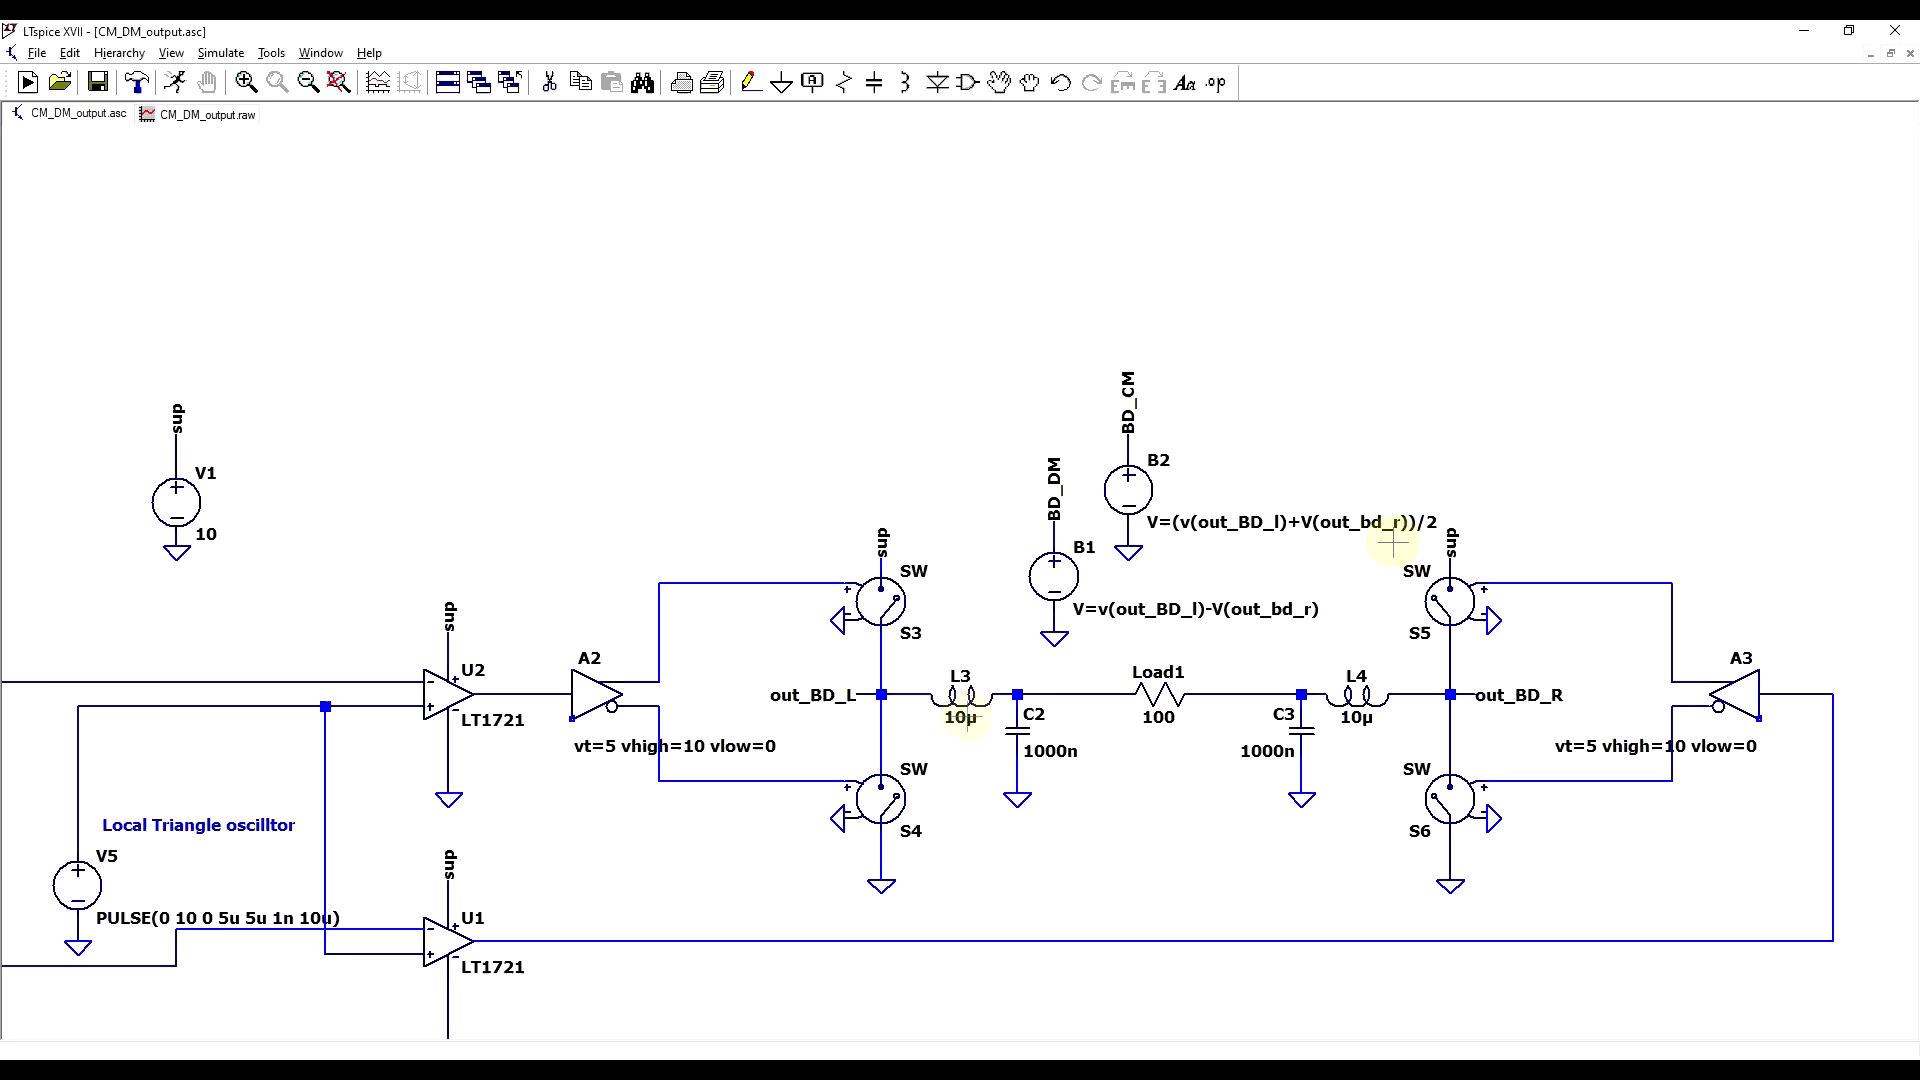 LTspice XVII - [CM_DM_output.asc]
File Edit Hierarchy View Simulate Tools Window Help
.op
CM_DM_output.asc CM_DM_output.raw
BD_CM
sup
B2
BD_DM
V1
V=(v(out_BD_l)+V(out_bd_r))/2
10
sup
sup
B1
SW
SW
sup
V=v(out_BD_l)-V(out_bd_r)
S3
S5
A2
A3
U2
L3
Load1
L4
out_BD_L
out_BD_R
LT1721
10µ
C2
100
C3
10µ
vt=5 vhigh=10 vlow=0
1000n
1000n
vt=5 vhigh=10 vlow=0
SW
SW
Local Triangle oscilltor
S4
S6
V5
sup
PULSE(0 10 0 5u 5u 1n 10u)
U1
LT1721